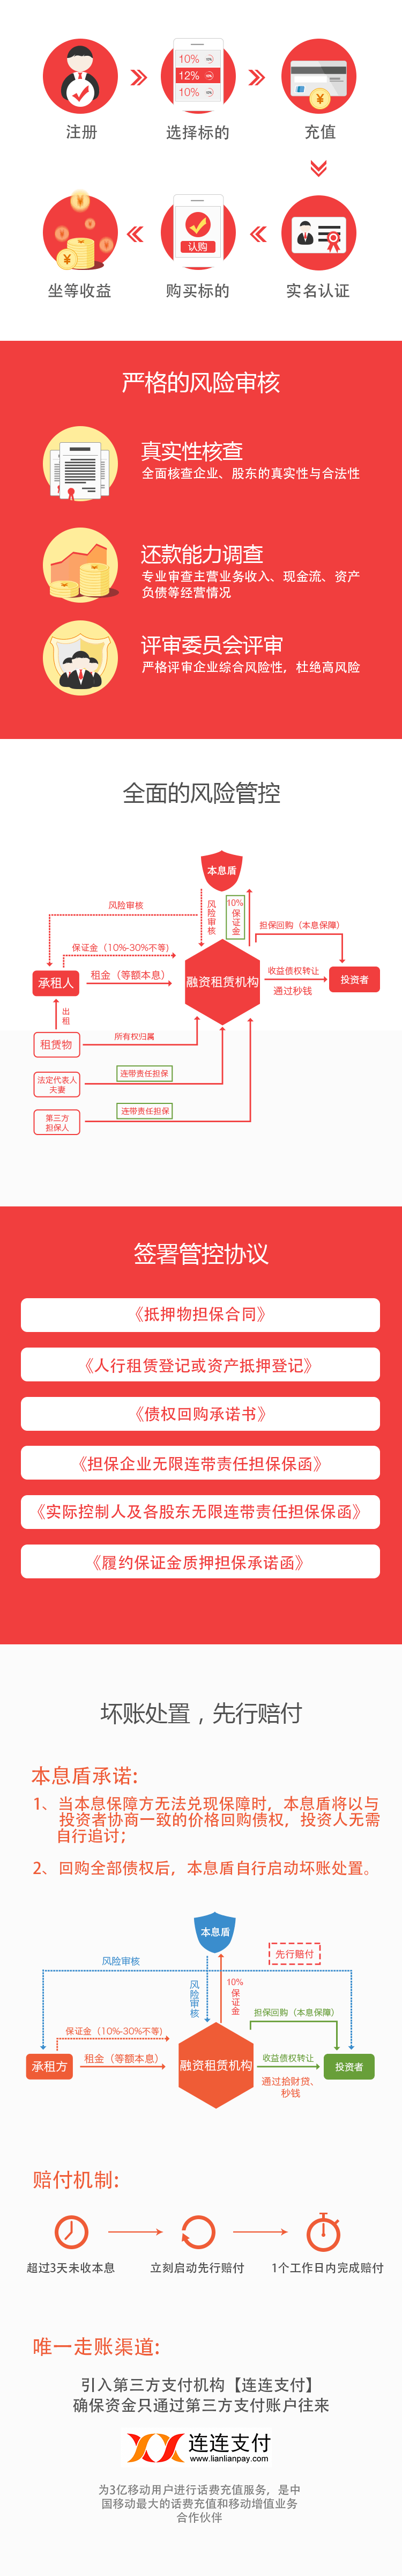 10%
12%
10%
注册
选择标的
充值
认购
坐等收益
购买标的
实名认证
严格的风险审核
真实性核查
全面核查企业、股东的真实性与合法性
还款能力调查
专业审查主营业务收入、现金流、资产
负债等经营情况
评审委员会评审
严格评审企业综合风险性，杜绝高风险
全面的风险管控
本息盾
风险审核
风险审核
10%保证金
担保回购（本息保障）
保证金（10%-30%不等）
承租人
租金（等额本息）
融资租赁机构
收益债权转让
通过秒钱
投资者
出租
租赁物
所有权归属
法定代表人
夫妻
连带责任担保
第三方
担保人
连带责任担保
签署管控协议
《抵押物担保合同》
《人行租赁登记或资产抵押登记》
《债权回购承诺书》
《担保企业无限连带责任担保保函》
《实际控制人及各股东无限连带责任担保保函》
《履约保证金质押担保承诺函》
坏账处置，先行赔付
本息盾承诺:
1、当本息保障方无法兑现保障时，本息盾将以与
投资者协商一致的价格回购债权，投资人无需
自行追讨；
2、回购全部债权后，本息盾自行启动坏账处置。
本息盾
先行赔付
风险审核
风险审核
10%
保证金
担保回购（本息保障）
保证金（10%-30%不等）
承租方
租金（等额本息）
融资租赁机构
收益债权转让
通过拾财贷、
秒钱
投资者
赔付机制:
超过3天未收本息
立刻启动先行赔付
1个工作日内完成赔付
唯一走账渠道:
引入第三方支付机构【连连支付】
确保资金只通过第三方支付账户往来
连连支付
www.lianlianpay.com
为3亿移动用户进行话费充值服务，是中
国移动最大的话费充值和移动增值业务
合作伙伴